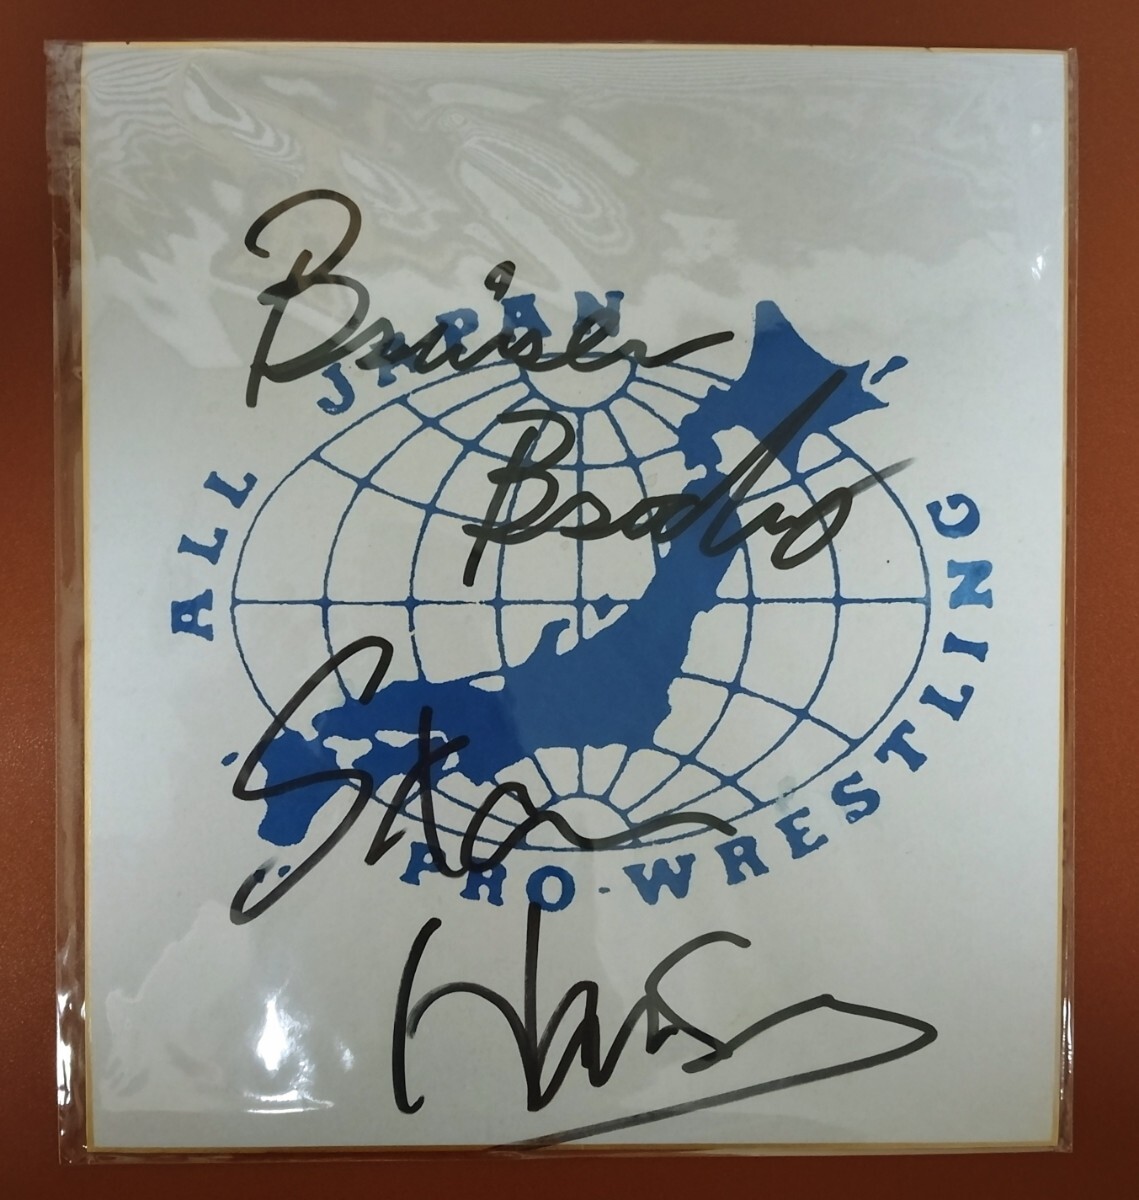 Bruiser
Brody
Stan
Hansen
ALL JAPAN
PRO-WRESTLING